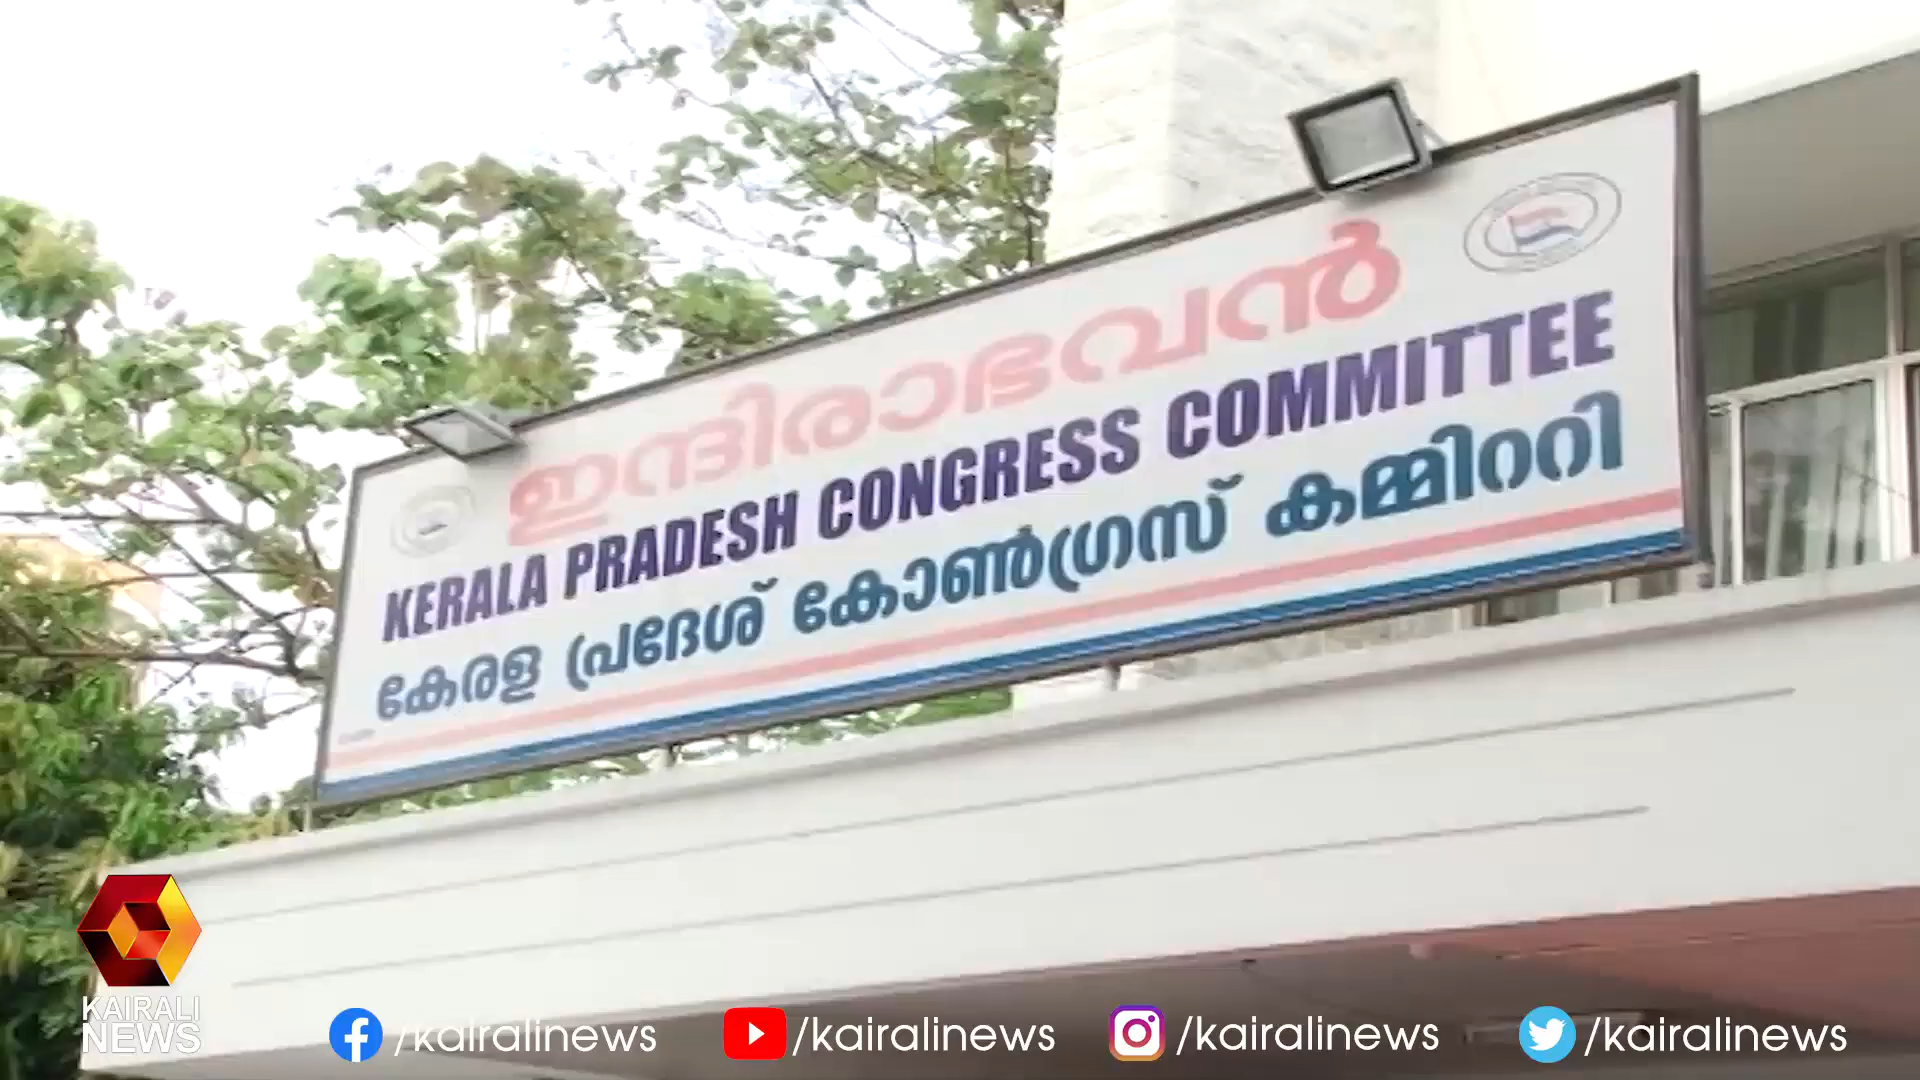 ഇന്ദിരാഭവൻ
KERALA PRADESH CONGRESS COMMITTEE
കേരള പ്രദേശ് കോൺഗ്രസ് കമ്മിററി
KAIRALI
NEWS
/kairalinews /kairalinews /kairalinews /kairalinews